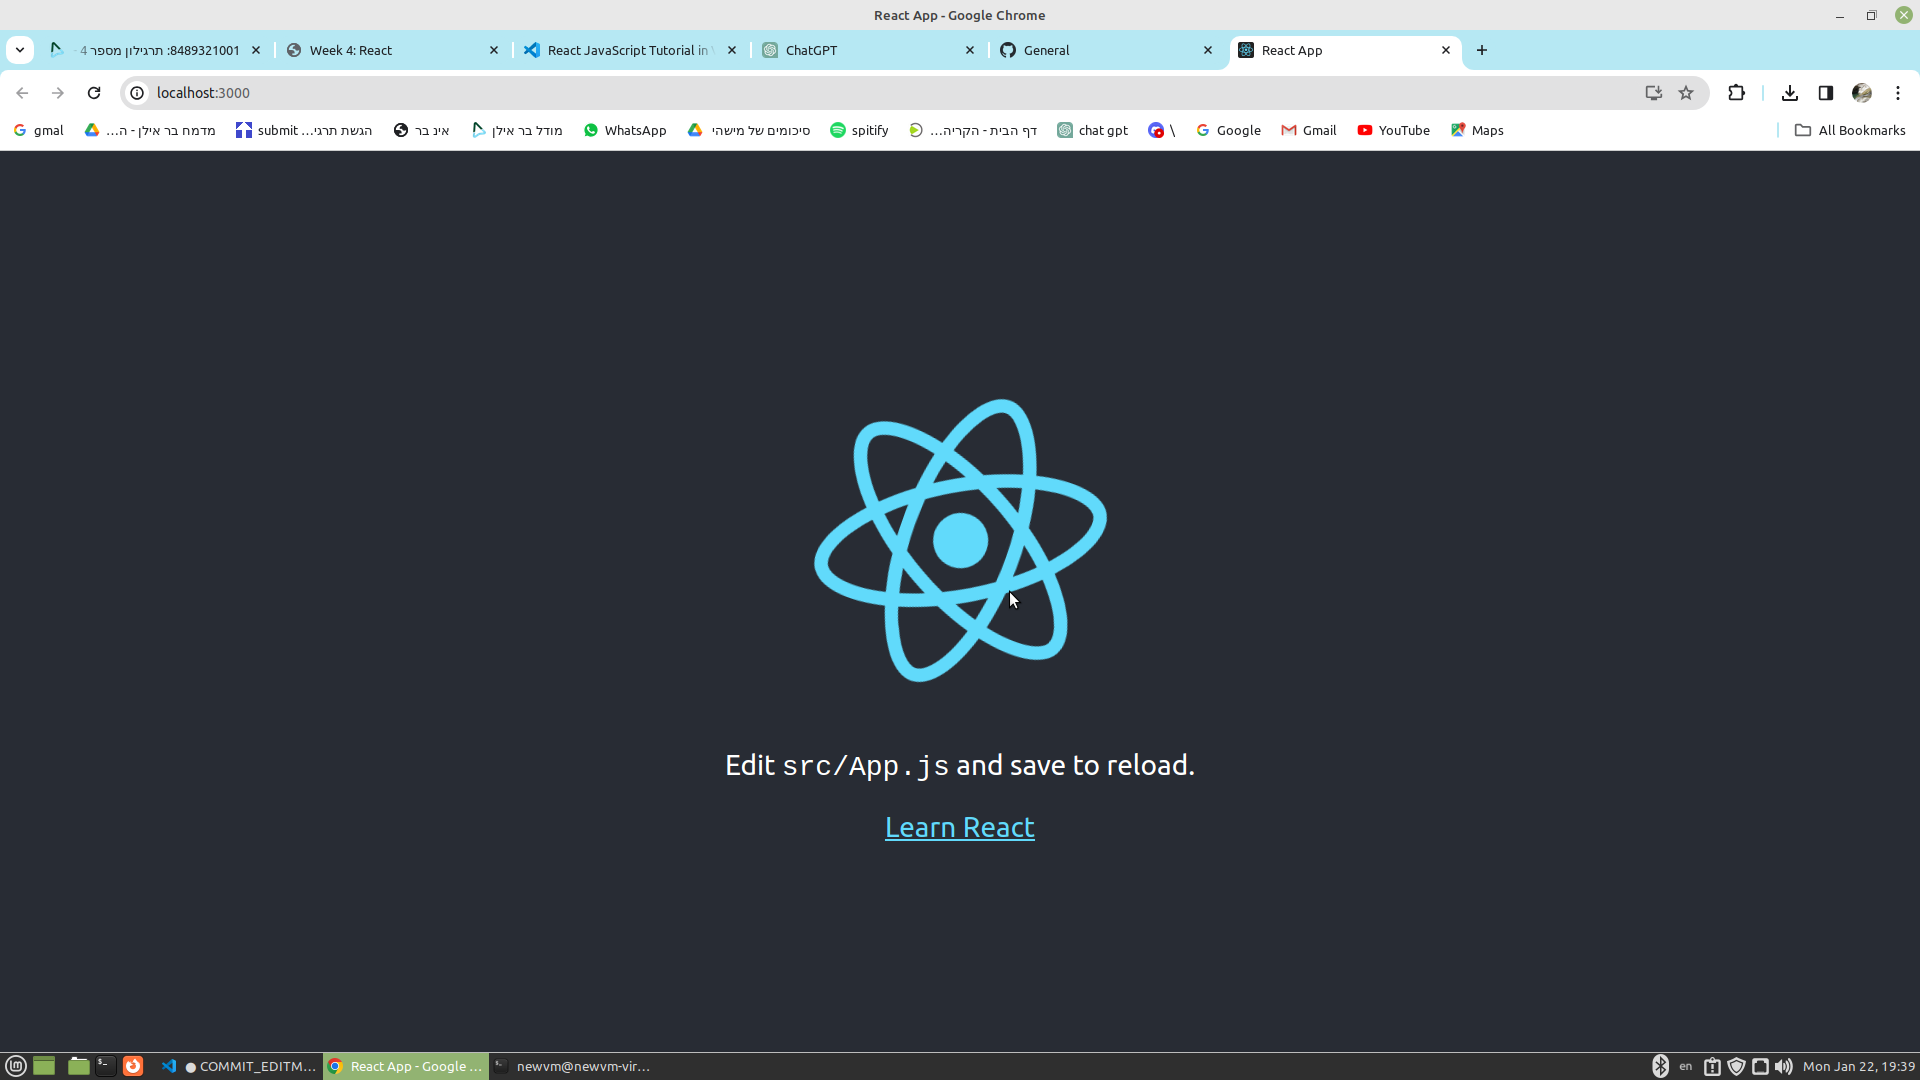 React App - Google Chrome
8489321001: תרגילון מספר 4
Week 4: React
React JavaScript Tutorial in
ChatGPT
General
React App
localhost:3000
gmal
מדמח בר אילן - ה...
submit הגשת תרגי...
אינ בר
מודל בר אילן
WhatsApp
סיכומים של מישהי
spitify
דף הבית - הקריה...
chat gpt
\
Google
Gmail
YouTube
Maps
All Bookmarks
Edit src/App.js and save to reload.
Learn React
● COMMIT_EDITM...
React App - Google ...
newvm@newvm-vir...
en
Mon Jan 22, 19:39